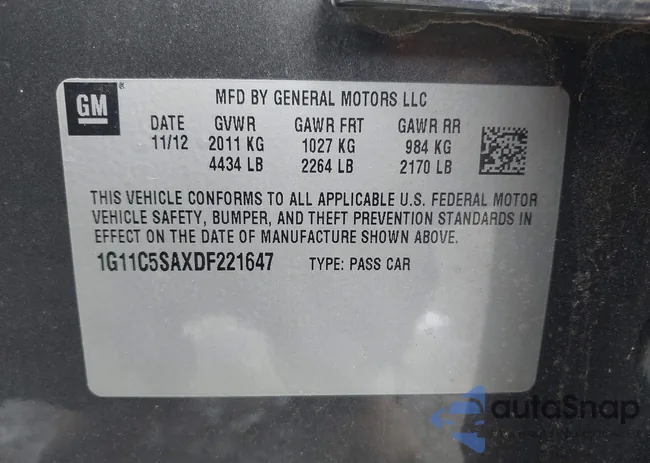 GM
MFD BY GENERAL MOTORS LLC
DATE GVWR GAWR FRT GAWR RR
11/12 2011 KG 1027 KG 984 KG
4434 LB 2264 LB 2170 LB
THIS VEHICLE CONFORMS TO ALL APPLICABLE U.S. FEDERAL MOTOR
VEHICLE SAFETY, BUMPER, AND THEFT PREVENTION STANDARDS IN
EFFECT ON THE DATE OF MANUFACTURE SHOWN ABOVE.
1G11C5SAXDF221647 TYPE: PASS CAR
autoSnap